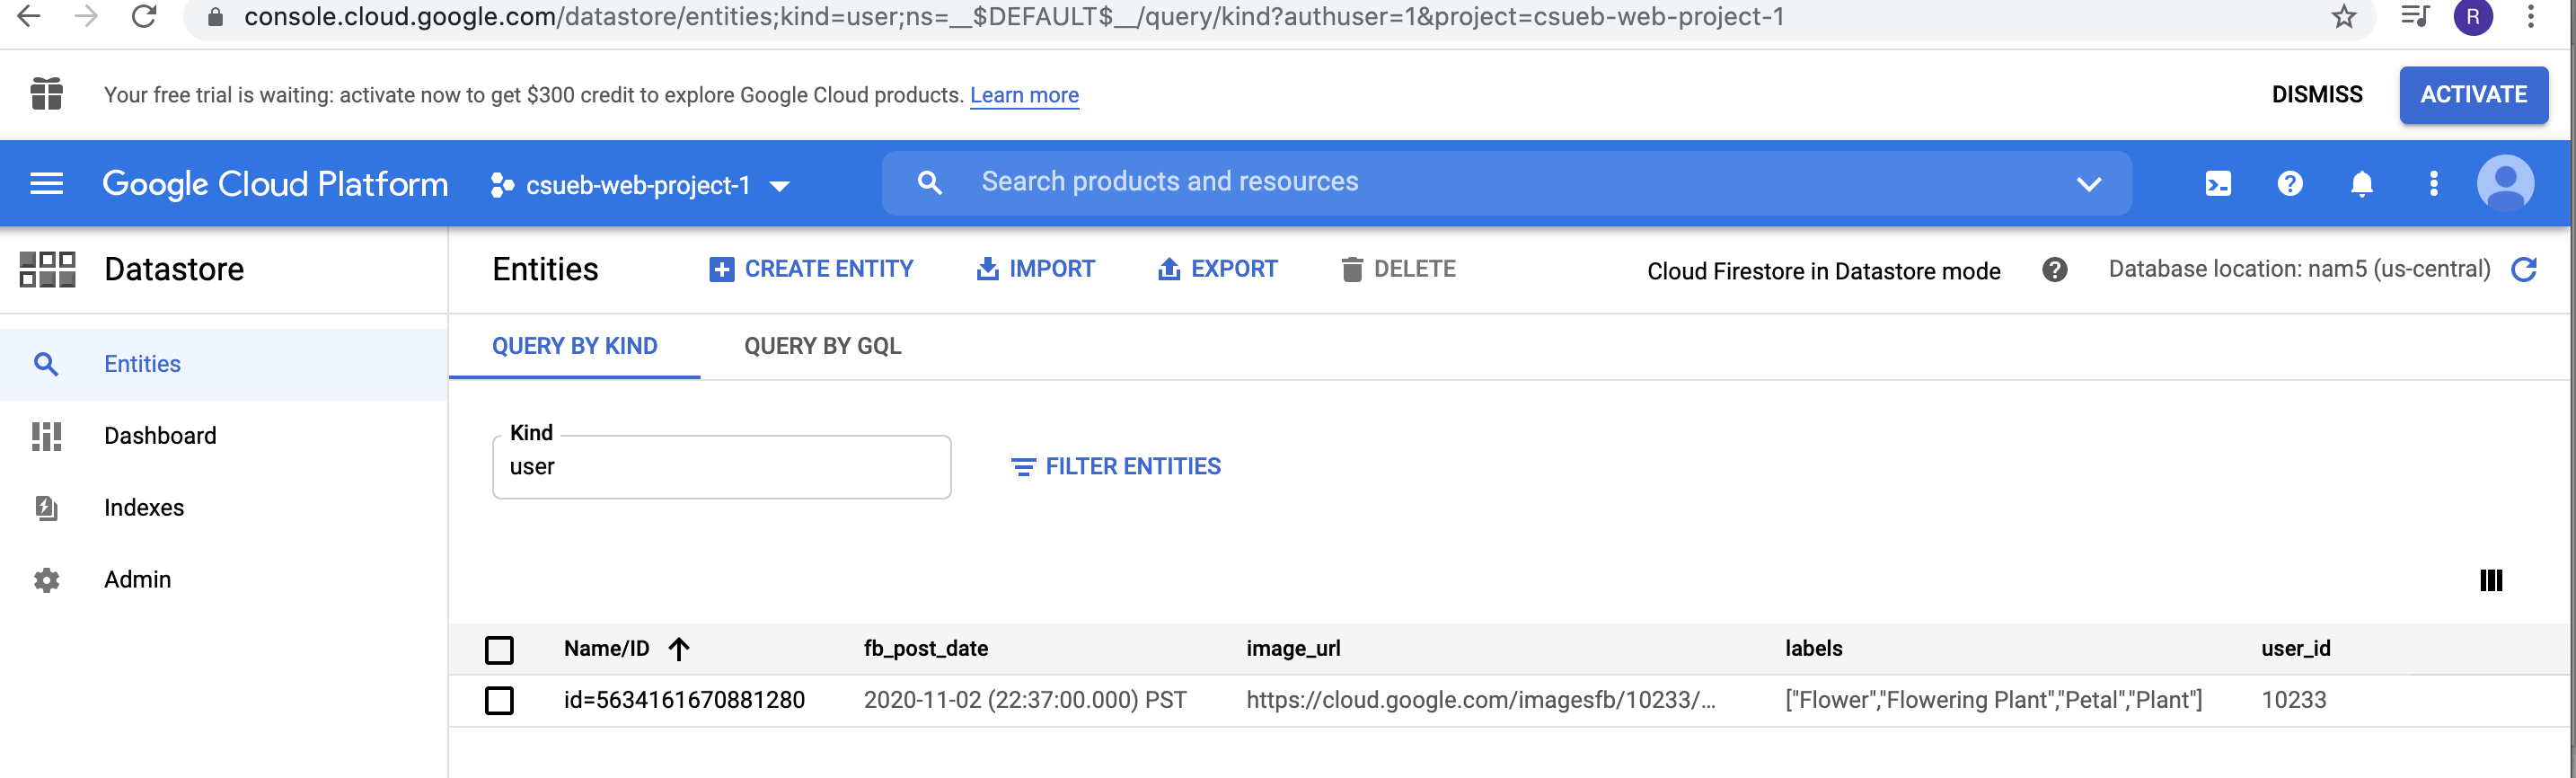 console.cloud.google.com/datastore/entities;kind=user;ns=__$DEFAULT$__/query/kind?authuser=1&project=csueb-web-project-1
R
Your free trial is waiting: activate now to get $300 credit to explore Google Cloud products. Learn more
DISMISS
ACTIVATE
Google Cloud Platform
csueb-web-project-1
Search products and resources
Datastore
Entities
CREATE ENTITY
IMPORT
EXPORT
DELETE
Cloud Firestore in Datastore mode
Database location: nam5 (us-central)
Entities
Dashboard
Indexes
Admin
QUERY BY KIND
QUERY BY GQL
Kind
user
FILTER ENTITIES
Name/ID fb_post_date image_url labels user_id
id=5634161670881280 2020-11-02 (22:37:00.000) PST https://cloud.google.com/imagesfb/10233/... ["Flower","Flowering Plant","Petal","Plant"] 10233